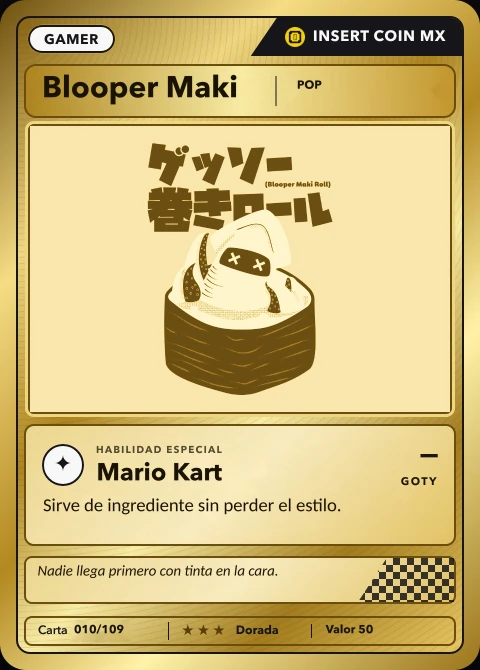 GAMER
INSERT COIN MX
Blooper Maki
POP
ゲッソー
(Blooper Maki Roll)
巻きロール
HABILIDAD ESPECIAL
Mario Kart
—
GOTY
Sirve de ingrediente sin perder el estilo.
Nadie llega primero con tinta en la cara.
Carta 010/109
★★★ Dorada
Valor 50